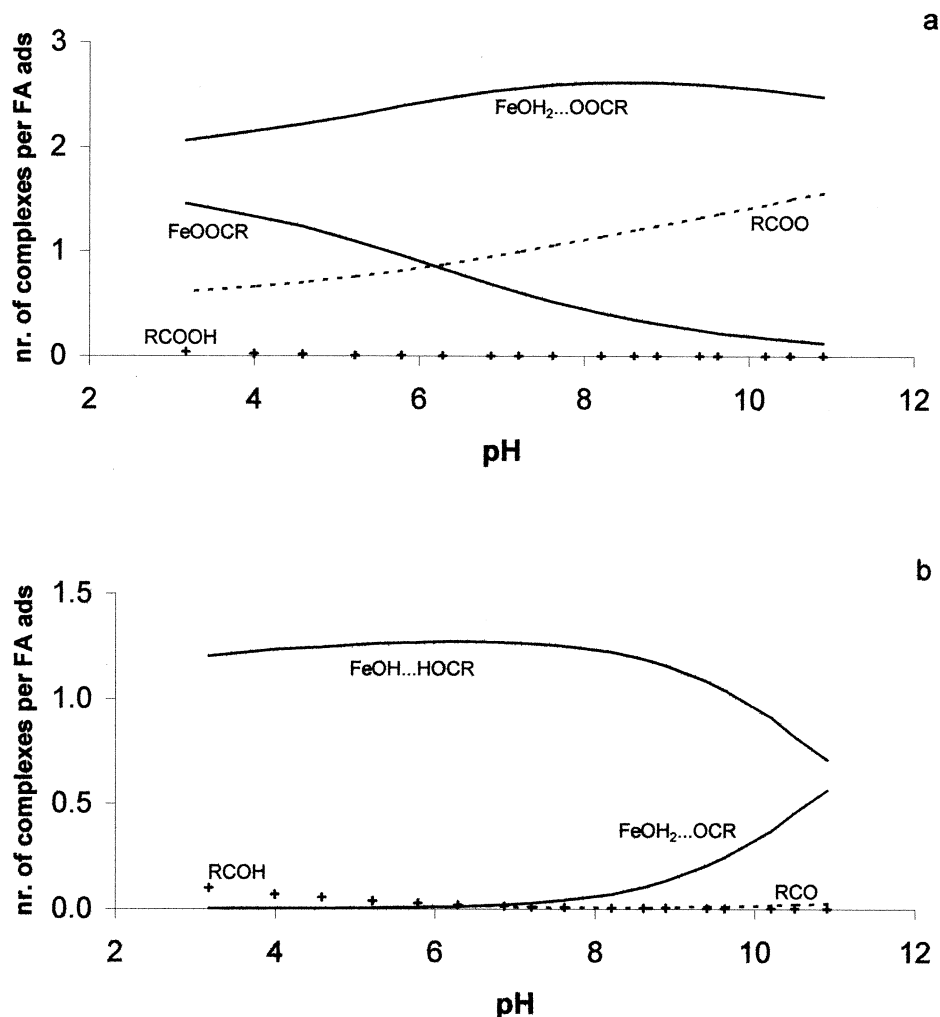 a
nr. of complexes per FA ads
3
2
1
0
FeOH₂...OOCR
FeOOCR
RCOO
RCOOH
2 4 6 8 10 12
pH
b
nr. of complexes per FA ads
1.5
1.0
0.5
0.0
FeOH...HOCR
FeOH₂...OCR
RCOH
RCO
2 4 6 8 10 12
pH